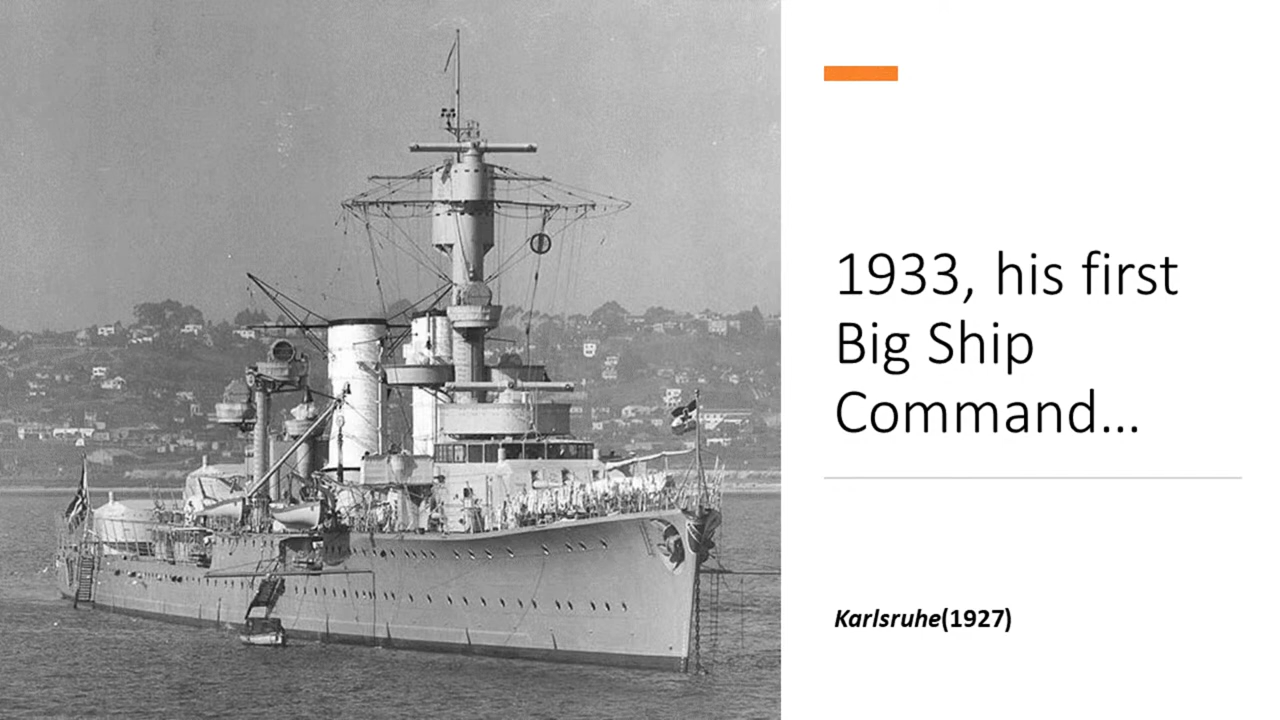 1933, his first
Big Ship
Command...
Karlsruhe(1927)